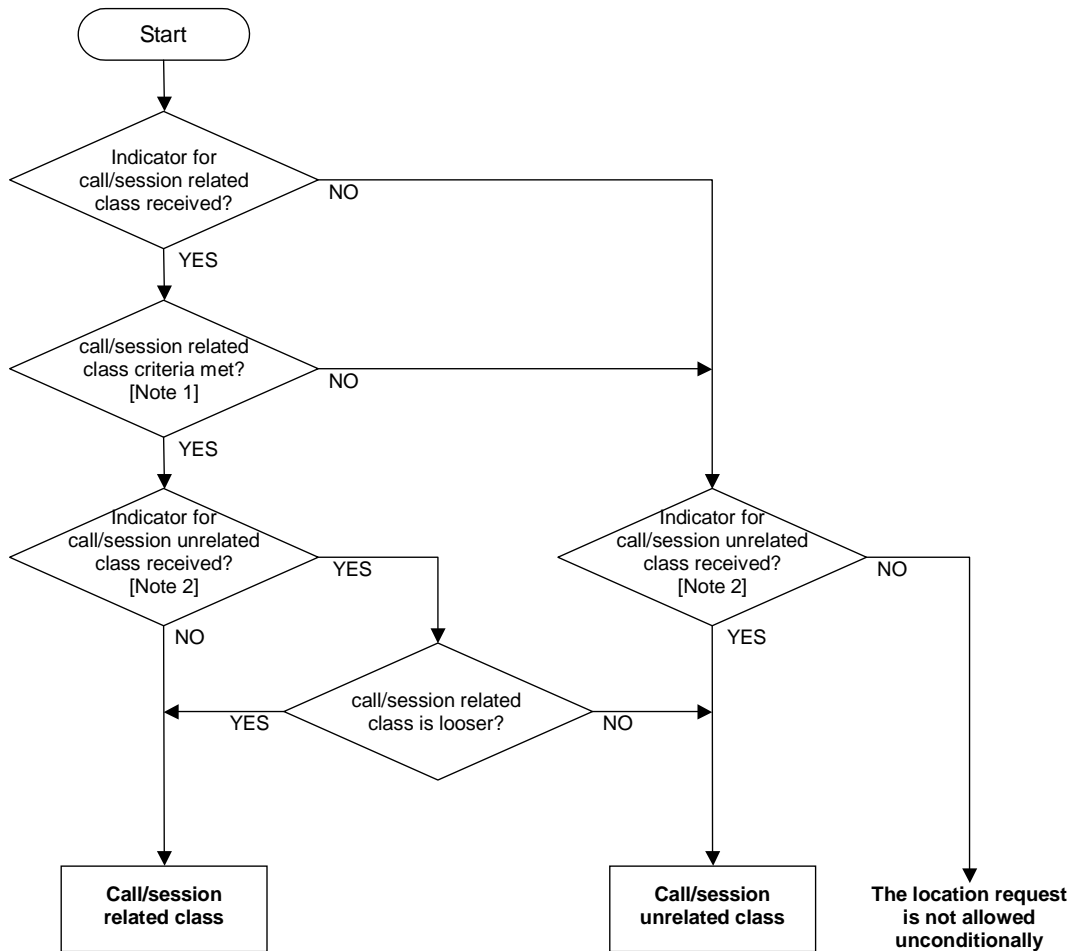 Start
Indicator for
call/session related
class received?
NO
YES
call/session related
class criteria met?
[Note 1]
NO
YES
Indicator for
call/session unrelated
class received?
[Note 2]
YES
NO
Indicator for
call/session unrelated
class received?
[Note 2]
NO
YES
call/session related
class is looser?
YES
NO
Call/session
related class
Call/session
unrelated class
The location request
is not allowed
unconditionally